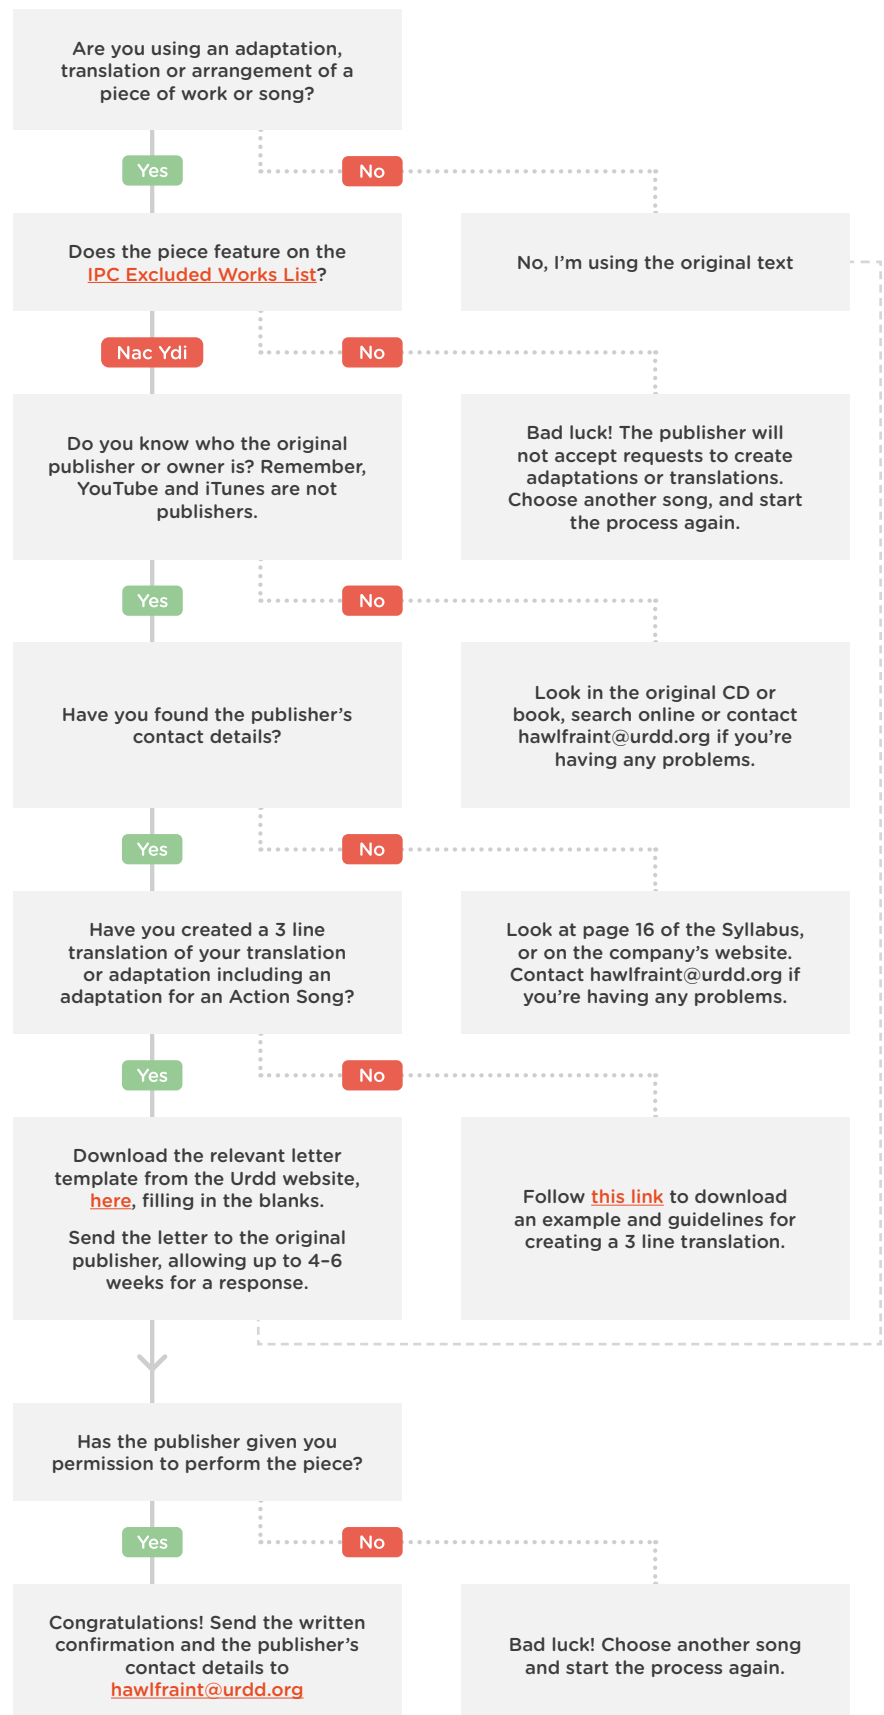 Are you using an adaptation,
translation or arrangement of a
piece of work or song?
Yes
No
Does the piece feature on the
IPC Excluded Works List?
No, I’m using the original text
Nac Ydi
No
Do you know who the original
publisher or owner is? Remember,
YouTube and iTunes are not
publishers.
Bad luck! The publisher will
not accept requests to create
adaptations or translations.
Choose another song, and start
the process again.
Yes
No
Have you found the publisher’s
contact details?
Look in the original CD or
book, search online or contact
hawlfraint@urdd.org if you’re
having any problems.
Yes
No
Have you created a 3 line
translation of your translation
or adaptation including an
adaptation for an Action Song?
Look at page 16 of the Syllabus,
or on the company’s website.
Contact hawlfraint@urdd.org if
you’re having any problems.
Yes
No
Download the relevant letter
template from the Urdd website,
here, filling in the blanks.
Send the letter to the original
publisher, allowing up to 4–6
weeks for a response.
Follow this link to download
an example and guidelines for
creating a 3 line translation.
Has the publisher given you
permission to perform the piece?
Yes
No
Congratulations! Send the written
confirmation and the publisher’s
contact details to
hawlfraint@urdd.org
Bad luck! Choose another song
and start the process again.